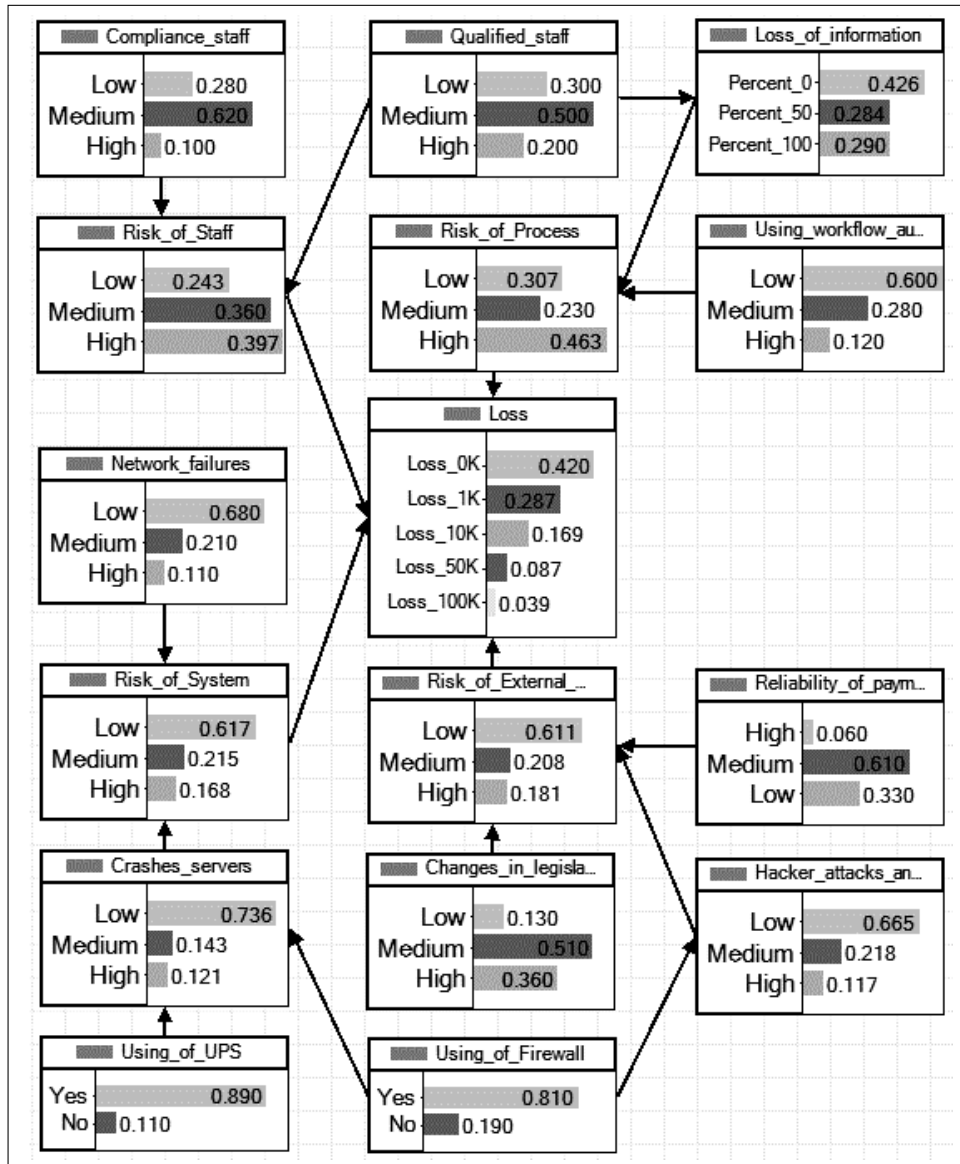 Compliance_staff
Low 0.280
Medium 0.620
High 0.100
Qualified_staff
Low 0.300
Medium 0.500
High 0.200
Loss_of_information
Percent_0 0.426
Percent_50 0.284
Percent_100 0.290
Risk_of_Staff
Low 0.243
Medium 0.360
High 0.397
Risk_of_Process
Low 0.307
Medium 0.230
High 0.463
Using_workflow_au...
Low 0.600
Medium 0.280
High 0.120
Network_failures
Low 0.680
Medium 0.210
High 0.110
Loss
Loss_0K 0.420
Loss_1K 0.287
Loss_10K 0.169
Loss_50K 0.087
Loss_100K 0.039
Risk_of_System
Low 0.617
Medium 0.215
High 0.168
Risk_of_External_...
Low 0.611
Medium 0.208
High 0.181
Reliability_of_paym...
High 0.060
Medium 0.610
Low 0.330
Crashes_servers
Low 0.736
Medium 0.143
High 0.121
Changes_in_legisla...
Low 0.130
Medium 0.510
High 0.360
Hacker_attacks_an...
Low 0.665
Medium 0.218
High 0.117
Using_of_UPS
Yes 0.890
No 0.110
Using_of_Firewall
Yes 0.810
No 0.190